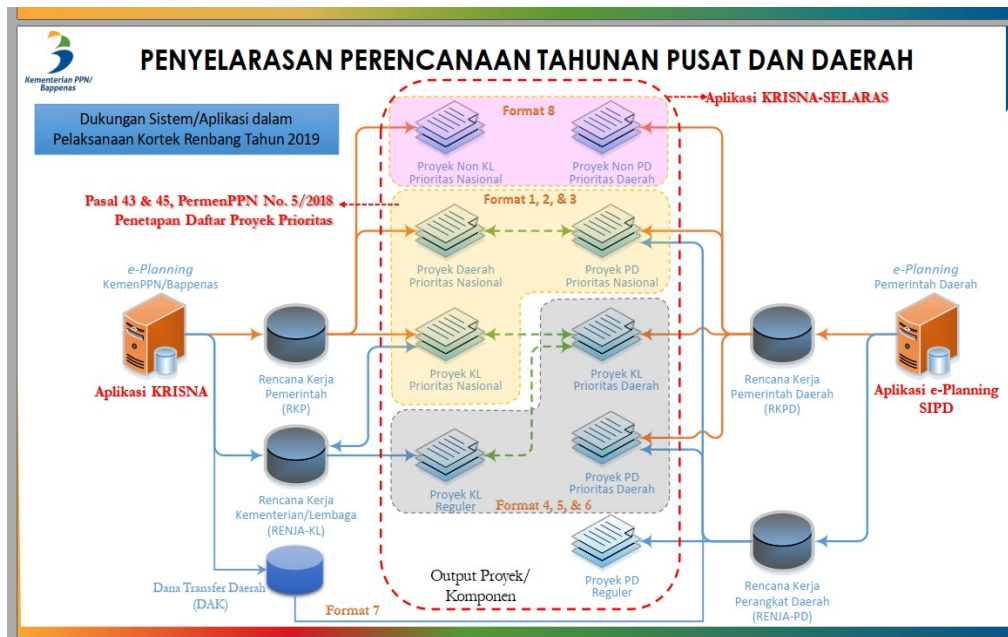 Kementerian PPN/
Bappenas
PENYELARASAN PERENCANAAN TAHUNAN PUSAT DAN DAERAH
Dukungan Sistem/Aplikasi dalam
Pelaksanaan Kortek Renbang Tahun 2019
Aplikasi KRISNA-SELARAS
Format 8
Proyek Non KL
Prioritas Nasional
Proyek Non PD
Prioritas Daerah
Pasal 43 & 45, PermenPPN No. 5/2018
Penetapan Daftar Proyek Prioritas
Format 1, 2, & 3
Proyek Daerah
Prioritas Nasional
Proyek PD
Prioritas Nasional
e-Planning
KemenPPN/Bappenas
Aplikasi KRISNA
Rencana Kerja
Pemerintah
(RKP)
Proyek KL
Prioritas Nasional
Proyek KL
Prioritas Daerah
Rencana Kerja
Pemerintah Daerah
(RKPD)
e-Planning
Pemerintah Daerah
Aplikasi e-Planning
SIPD
Rencana Kerja
Kementerian/Lembaga
(RENJA-KL)
Proyek KL
Reguler
Proyek PD
Prioritas Daerah
Format 4, 5, & 6
Dana Transfer Daerah
(DAK)
Format 7
Output Proyek/
Komponen
Proyek PD
Reguler
Rencana Kerja
Perangkat Daerah
(RENJA-PD)